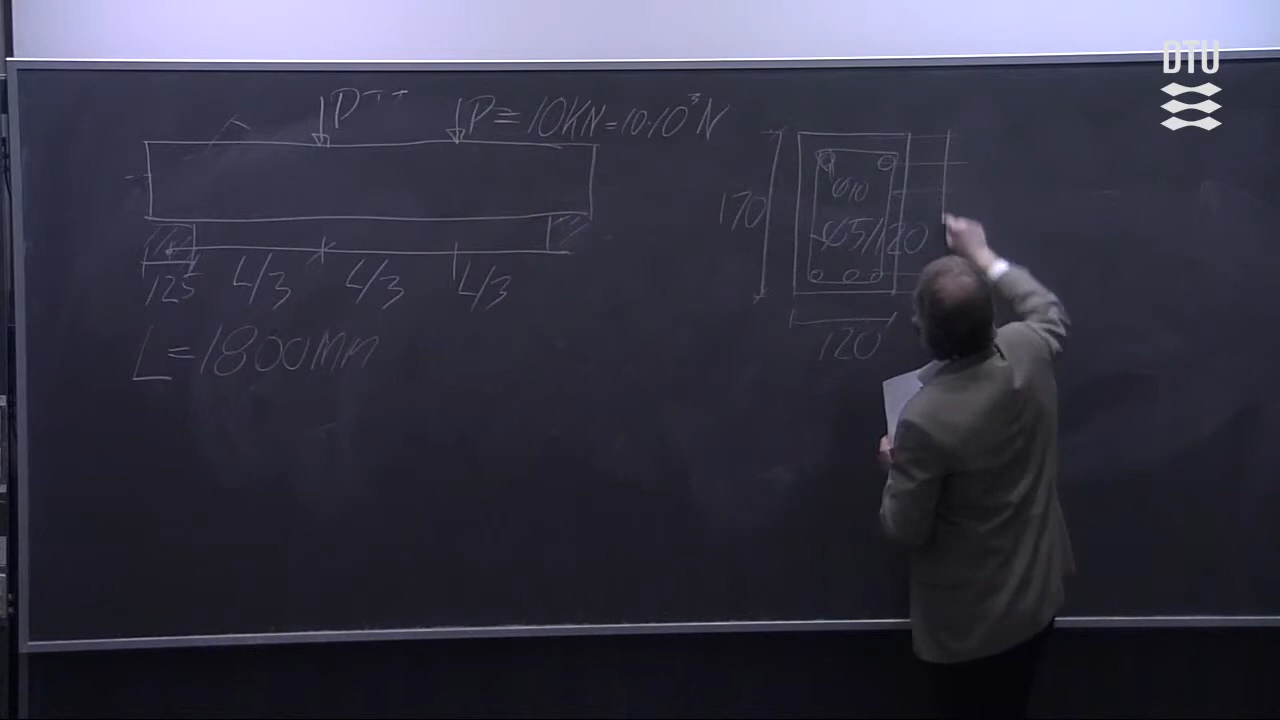 DTU
P
P = 10KN = 10·10³N
170
Ø10
Ø5/120
125 L/3 L/3 L/3
120
L = 1800mm